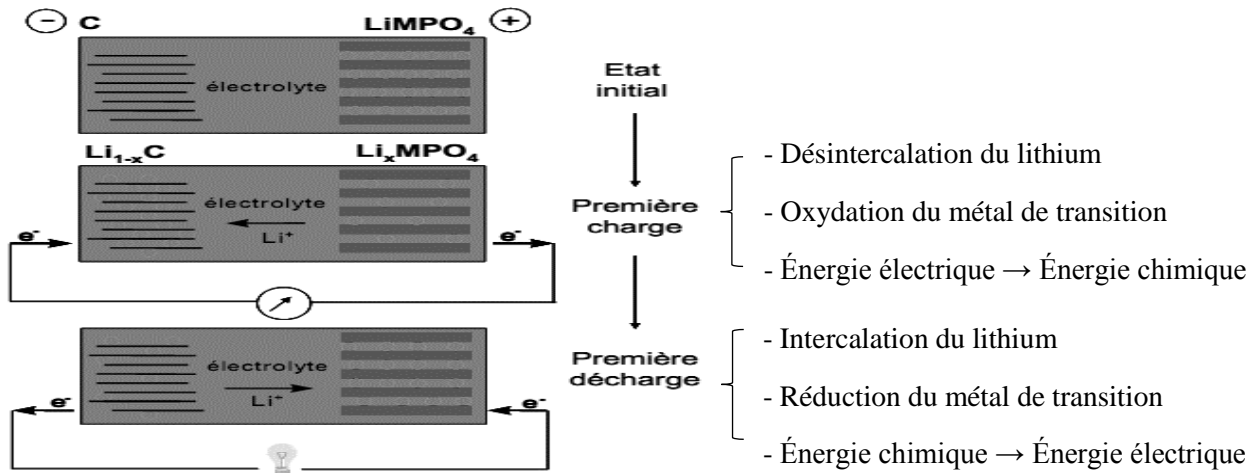 ⊖ C LiMPO₄ ⊕
électrolyte
Etat
initial
Li₁₋ₓC LiₓMPO₄
électrolyte
Li⁺
e⁻ e⁻
Première
charge
- Désintercalation du lithium
- Oxydation du métal de transition
- Énergie électrique → Énergie chimique
électrolyte
Li⁺
e⁻ e⁻
Première
décharge
- Intercalation du lithium
- Réduction du métal de transition
- Énergie chimique → Énergie électrique